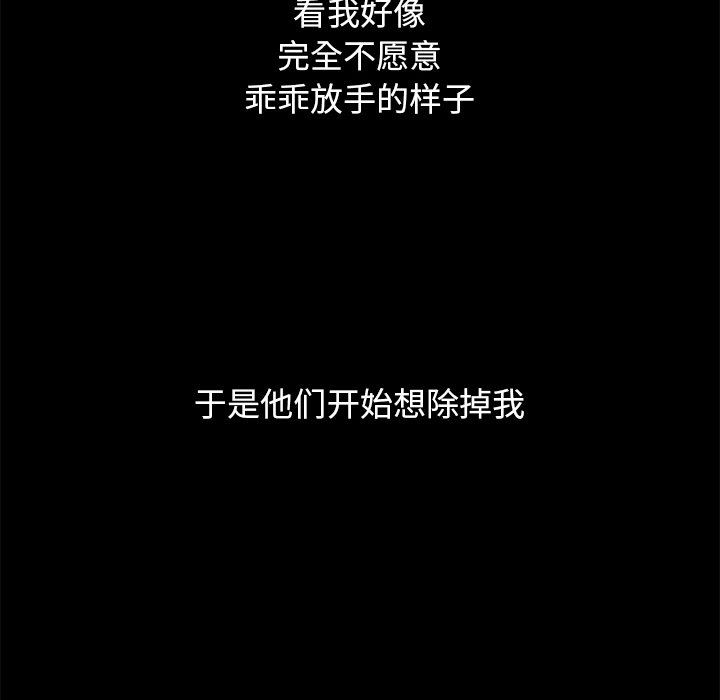 看我好像
完全不愿意
乖乖放手的样子
于是他们开始想除掉我